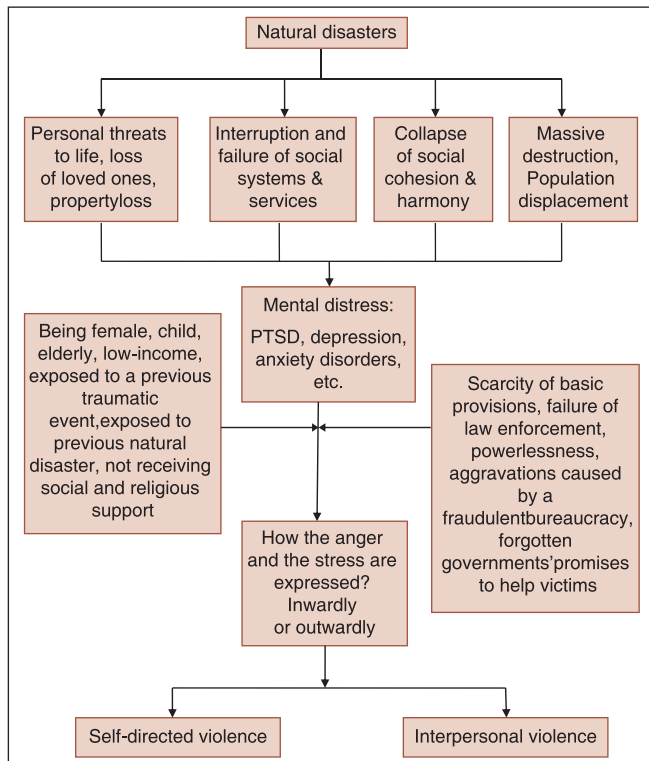 Natural disasters
Personal threats
to life, loss
of loved ones,
propertyloss
Interruption and
failure of social
systems &
services
Collapse
of social
cohesion &
harmony
Massive
destruction,
Population
displacement
Mental distress:
PTSD, depression,
anxiety disorders,
etc.
Being female, child,
elderly, low-income,
exposed to a previous
traumatic
event,exposed to
previous natural
disaster, not receiving
social and religious
support
Scarcity of basic
provisions, failure of
law enforcement,
powerlessness,
aggravations caused
by a
fraudulentbureaucracy,
forgotten
governments'promises
to help victims
How the anger
and the stress are
expressed?
Inwardly
or outwardly
Self-directed violence
Interpersonal violence